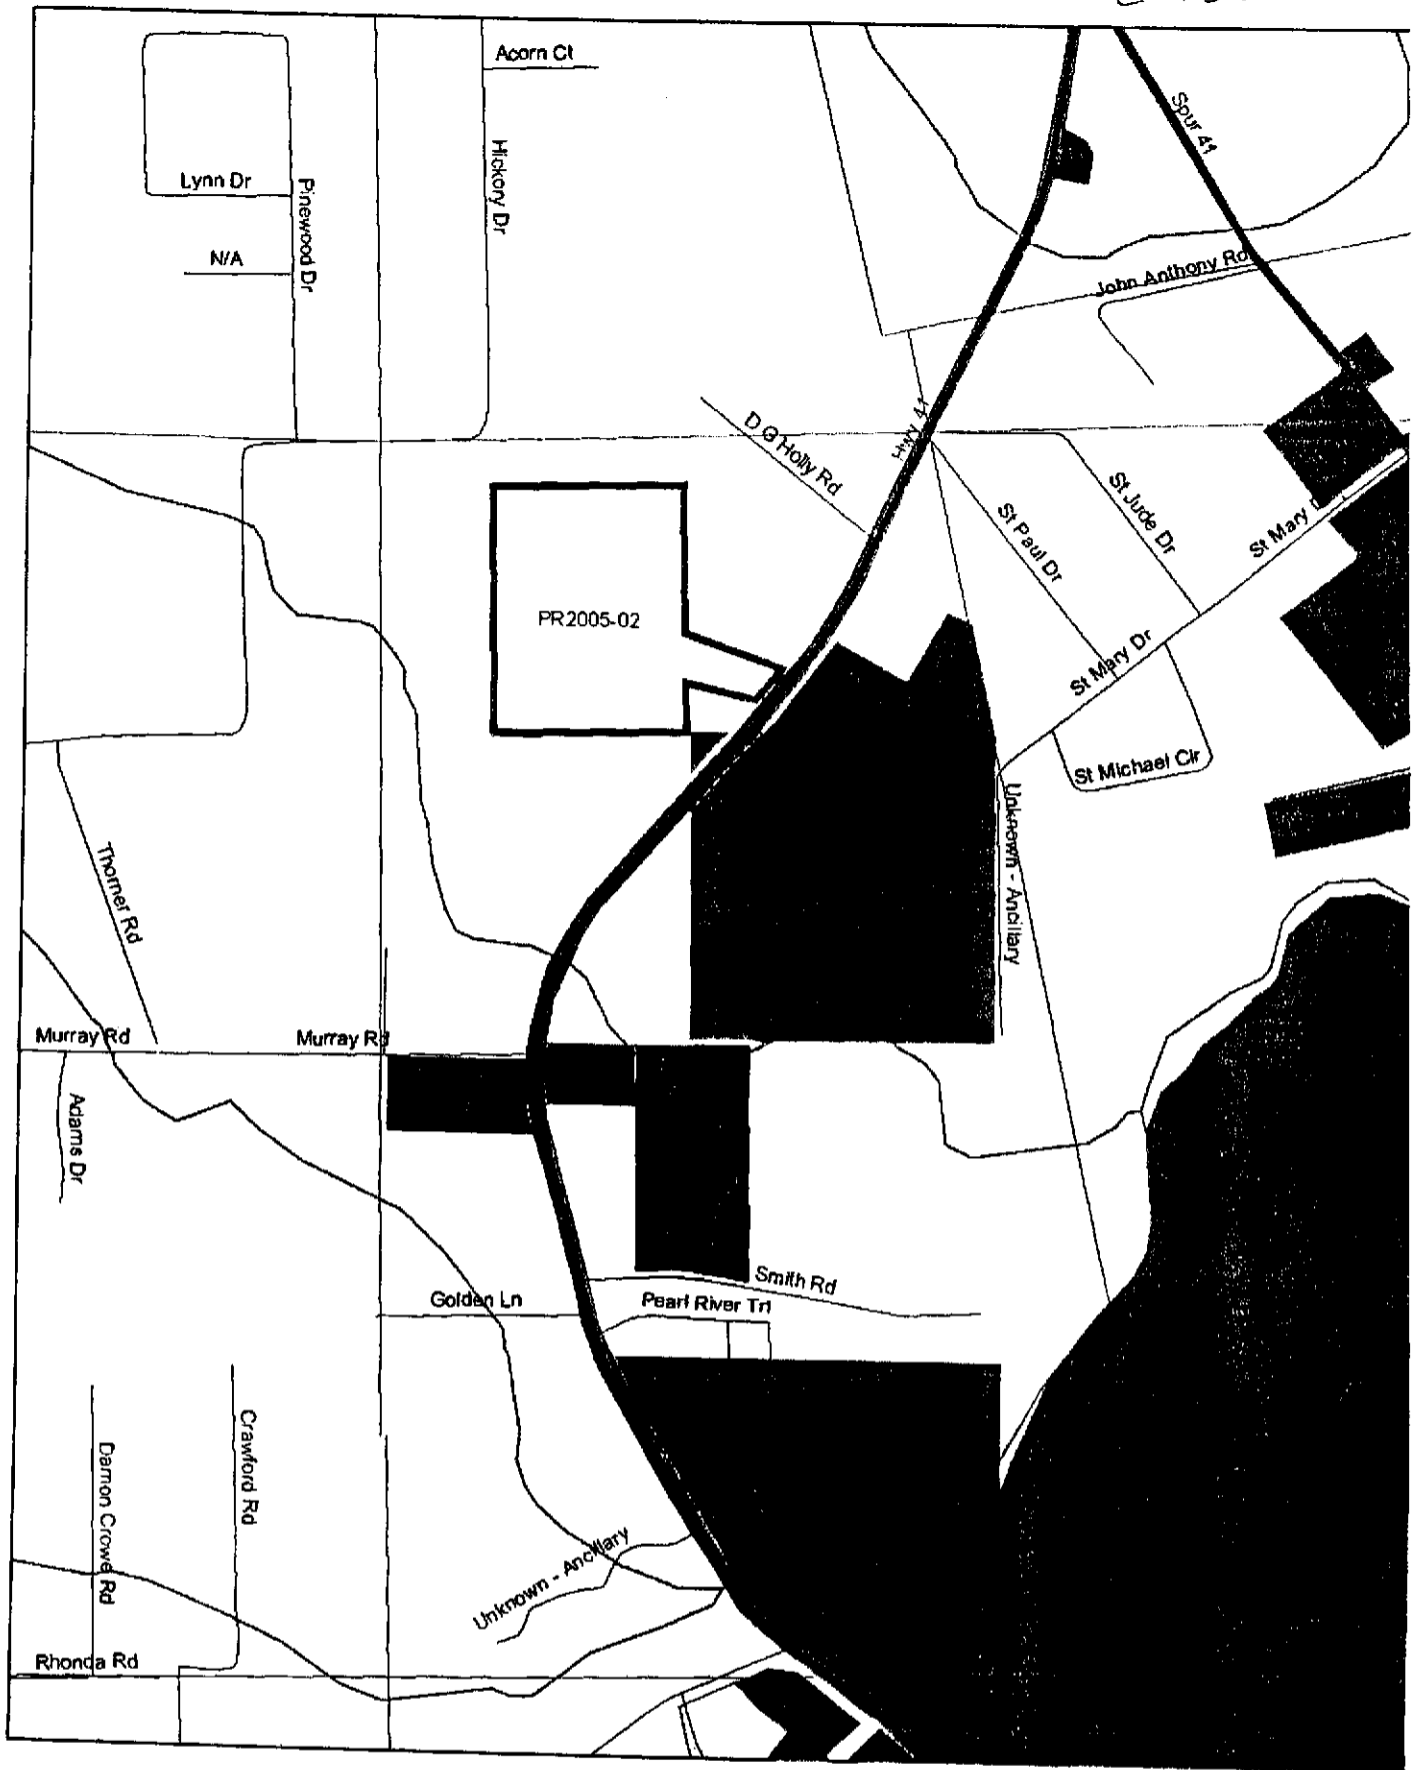 Acorn Ct
Spur 41
Hickory Dr
Lynn Dr
Pinewood Dr
N/A
John Anthony Rd
Hwy 41
D G Holly Rd
St Jude Dr
St Paul Dr
St Mary
PR2005-02
St Mary Dr
St Michael Cir
Unknown - Ancillary
Thorner Rd
Murray Rd
Murray Rd
Adams Dr
Smith Rd
Golden Ln
Pearl River Trl
Crawford Rd
Damon Crowe Rd
Unknown - Ancillary
Rhonda Rd